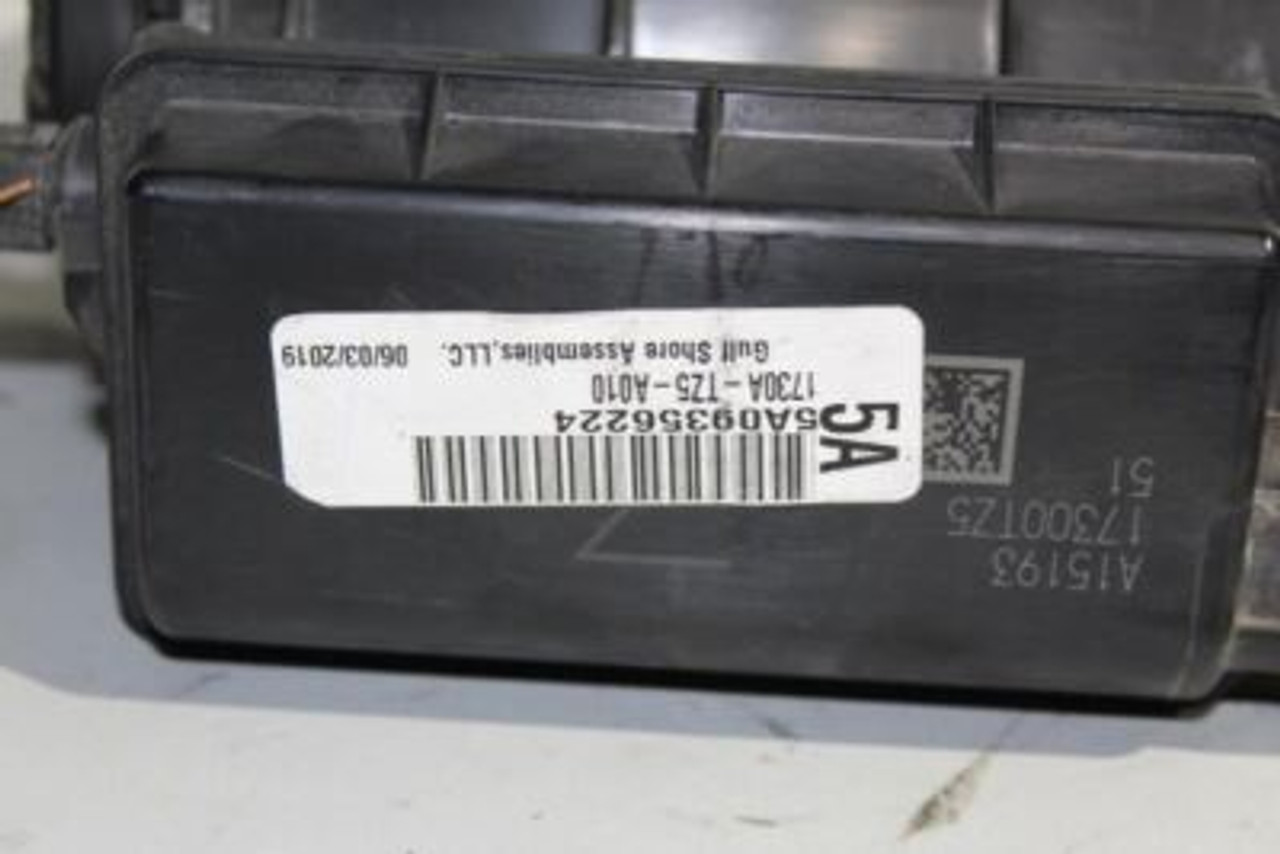 5A
5A09356224
1730A-TZ5-A010
Gulf Shore Assemblies,LLC. 06/03/2019
A15193
17300TZ5
51